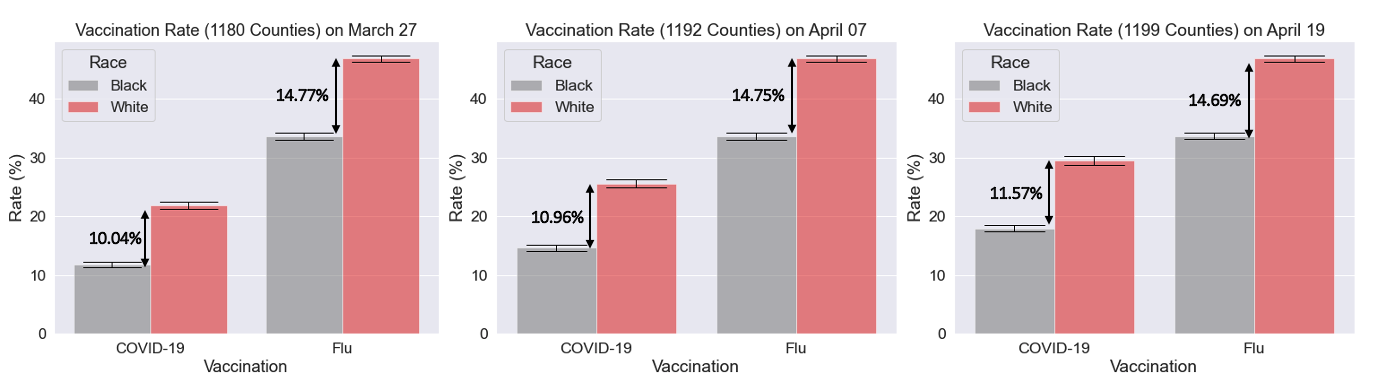 Vaccination Rate (1180 Counties) on March 27
Race
Black
White
14.77%
10.04%
40
30
20
10
0
Rate (%)
COVID-19
Flu
Vaccination
Vaccination Rate (1192 Counties) on April 07
Race
Black
White
14.75%
10.96%
40
30
20
10
0
Rate (%)
COVID-19
Flu
Vaccination
Vaccination Rate (1199 Counties) on April 19
Race
Black
White
14.69%
11.57%
40
30
20
10
0
Rate (%)
COVID-19
Flu
Vaccination